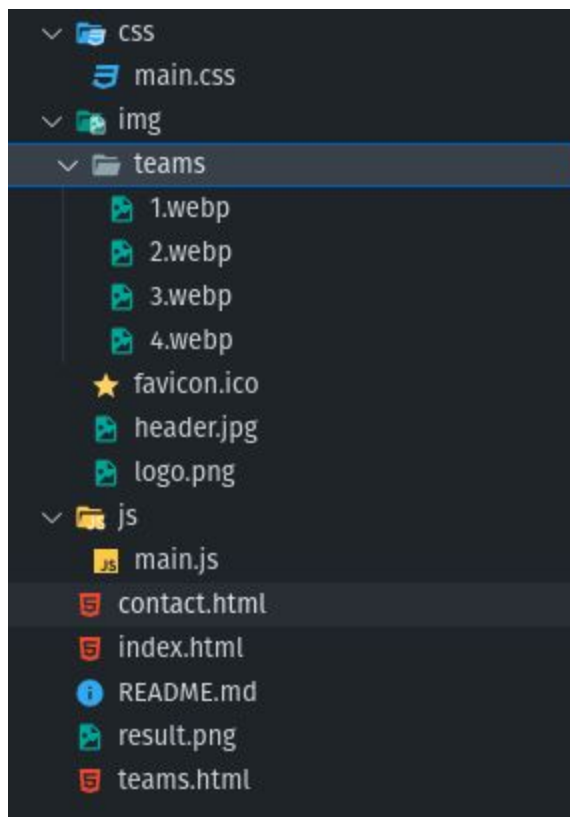 css
main.css
img
teams
1.webp
2.webp
3.webp
4.webp
favicon.ico
header.jpg
logo.png
js
JS main.js
contact.html
index.html
README.md
result.png
teams.html